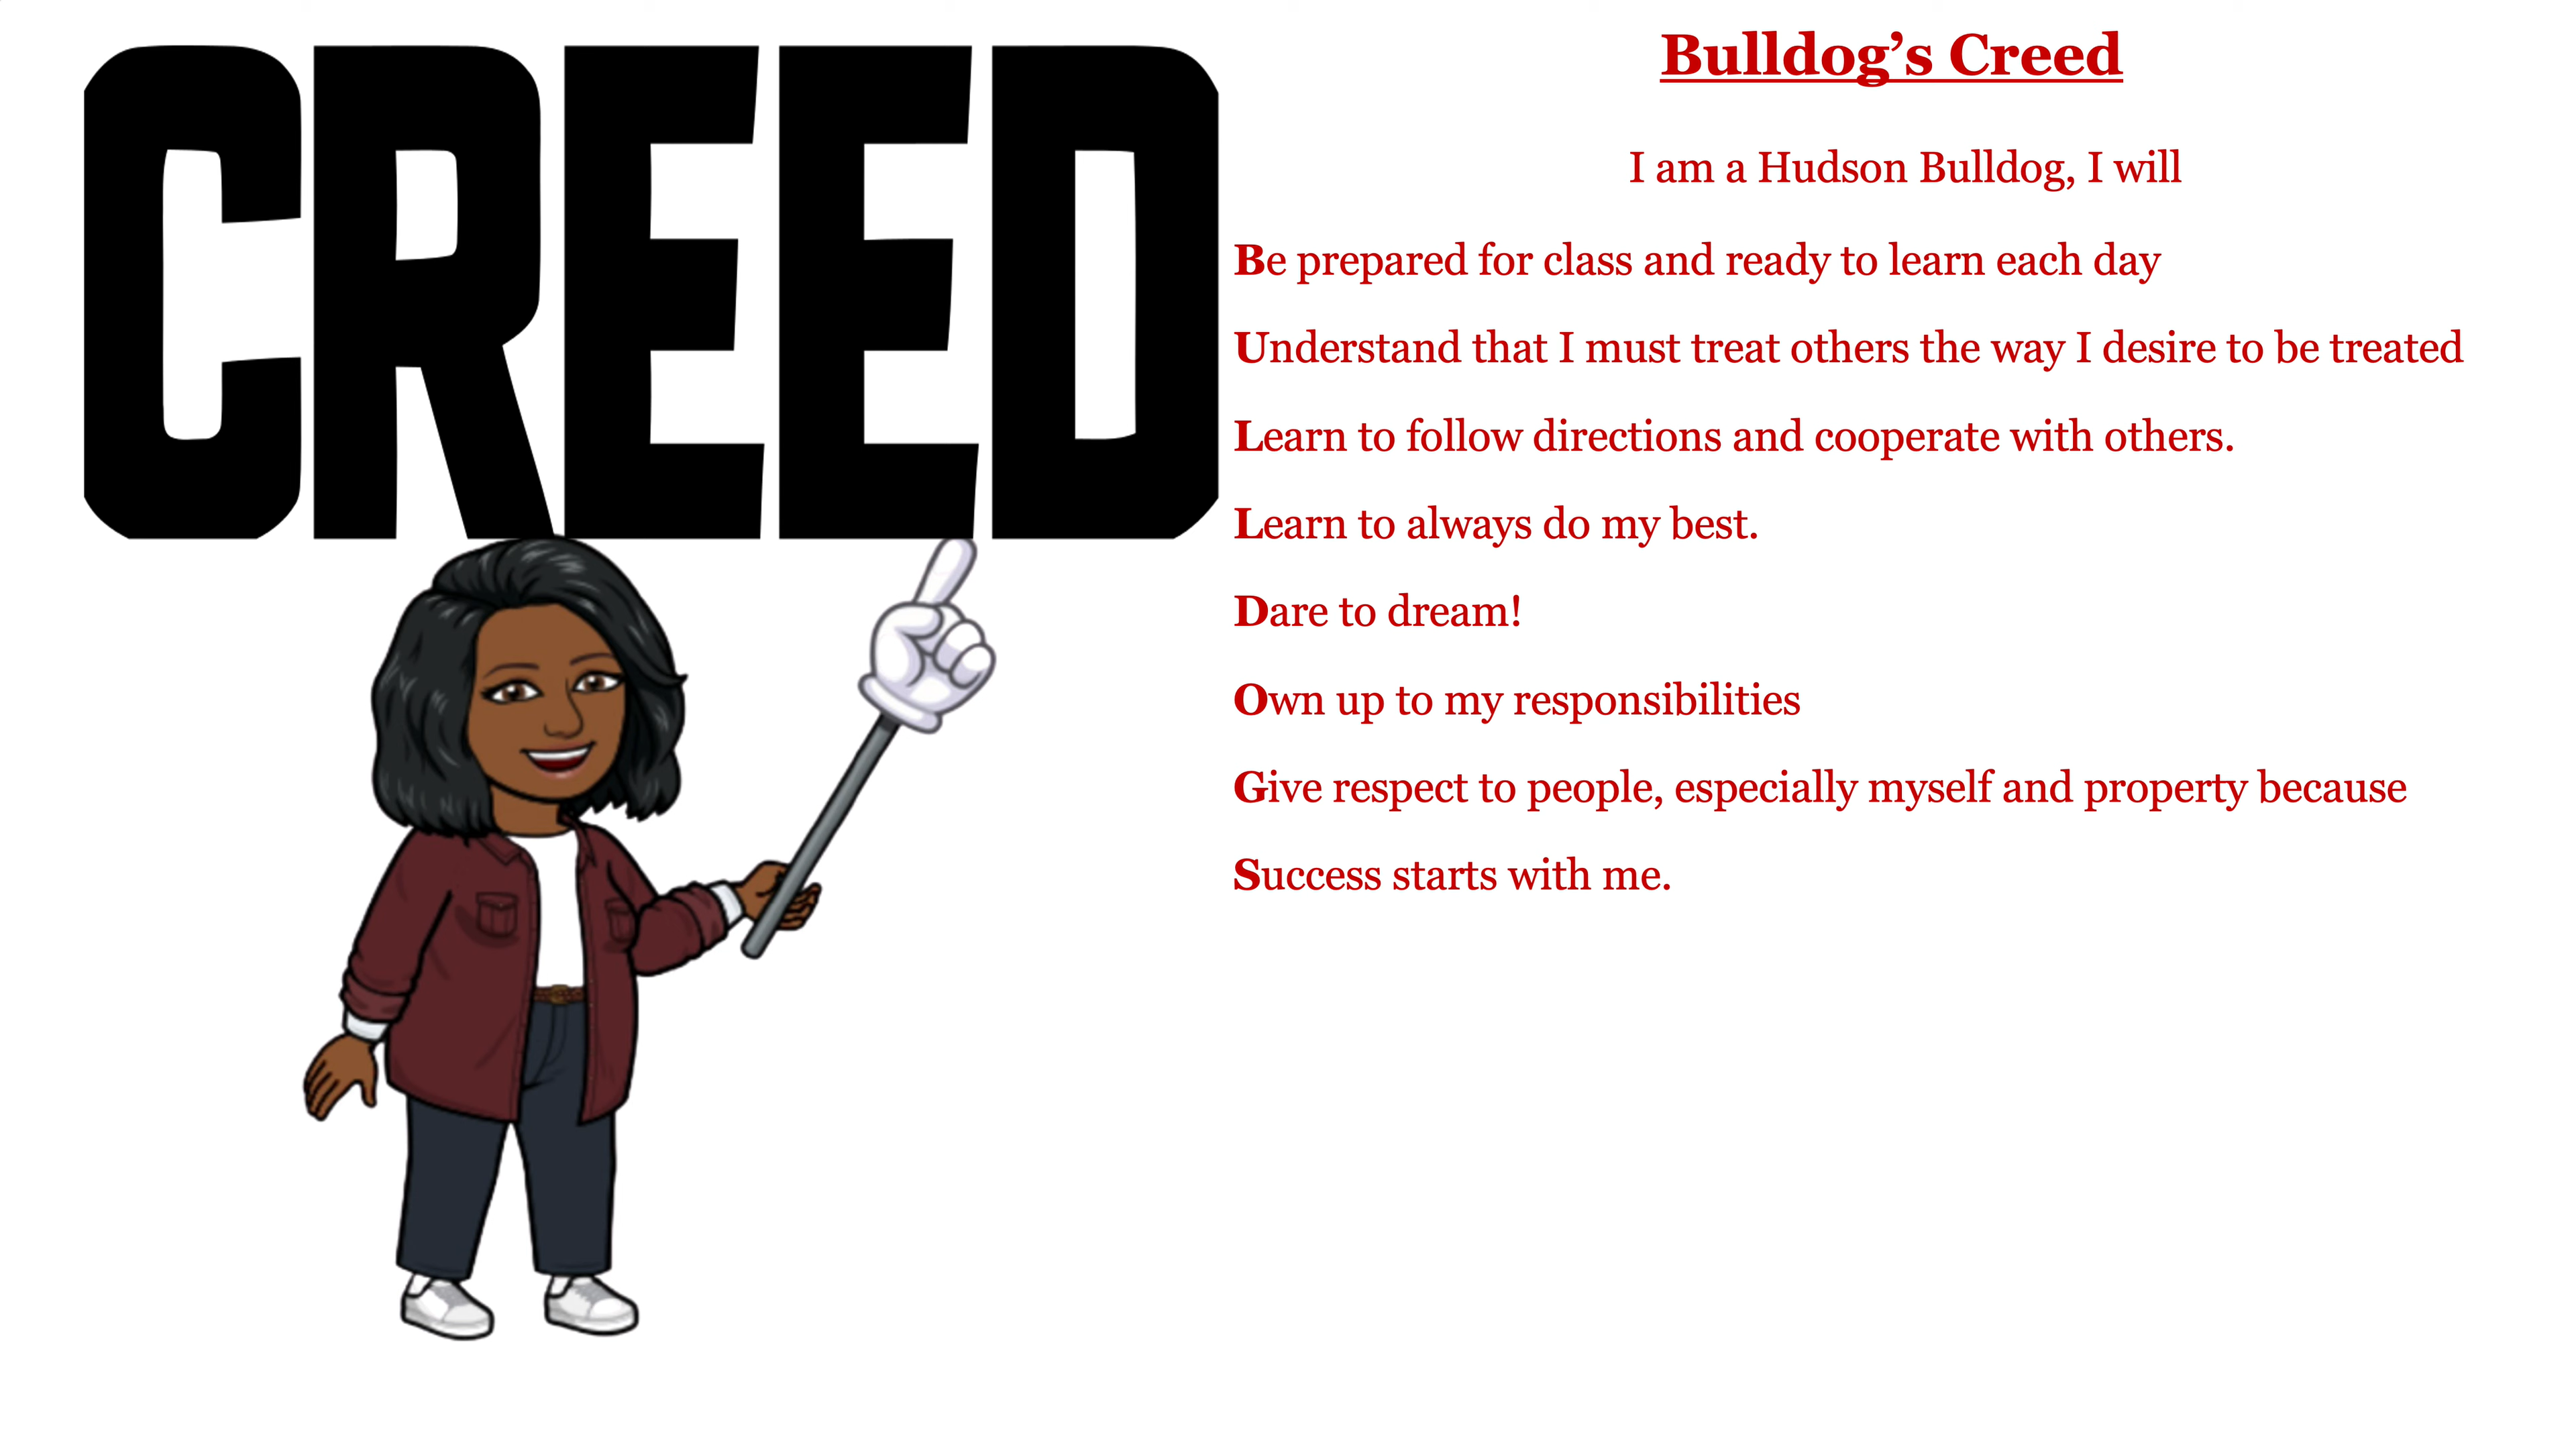 CREED
Bulldog’s Creed
I am a Hudson Bulldog, I will
Be prepared for class and ready to learn each day
Understand that I must treat others the way I desire to be treated
Learn to follow directions and cooperate with others.
Learn to always do my best.
Dare to dream!
Own up to my responsibilities
Give respect to people, especially myself and property because
Success starts with me.